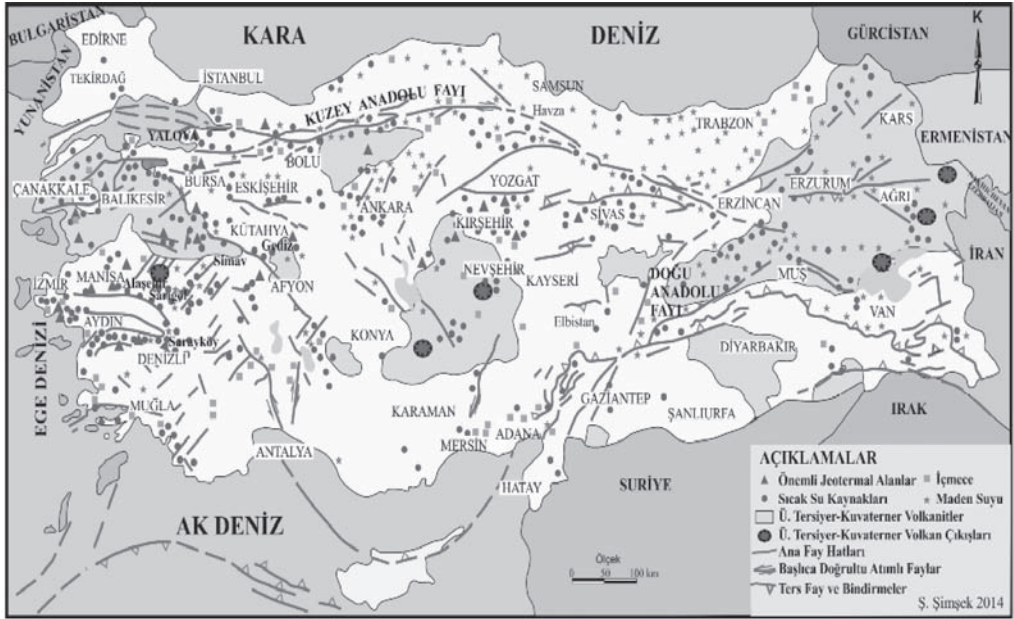 BULGARİSTAN
EDİRNE
KARA
DENİZ
GÜRCİSTAN
K
YUNANİSTAN
TEKİRDAĞ
İSTANBUL
SAMSUN
KUZEY ANADOLU FAYI
Havza
TRABZON
KARS
ERMENİSTAN
YALOVA
BOLU
ÇANAKKALE
BURSA
ESKİŞEHİR
YOZGAT
ERZURUM
BALIKEŞİR
ANKARA
ERZİNCAN
AĞRI
KIRŞEHİR
SİVAS
KÜTAHYA
Gediz
İRAN
Simav
NEVŞEHİR
KAYSERİ
DOĞU
ANADOLU
FAYI
MUŞ
İZMİR
MANİSA
Alaşehir
Sarıgöl
AFYON
VAN
Elbistan
AYDIN
Sarayköy
KONYA
DENİZLİ
DİYARBAKIR
EGE DENİZİ
MUĞLA
KARAMAN
GAZİANTEP
ŞANLIURFA
IRAK
ANTALYA
MERSİN
ADANA
HATAY
SURİYE
AK DENİZ
AÇIKLAMALAR
Önemli Jeotermal Alanlar
İçmece
Sıcak Su Kaynakları
Maden Suyu
Ü. Tersiyer-Kuvaterner Volkanitler
Ü. Tersiyer-Kuvaterner Volkan Çıkışları
Ana Fay Hatları
Başlıca Doğrultu Atımlı Faylar
Ters Fay ve Bindirmeler
Ölçek
0 50 100 km
Ş. Şimşek 2014